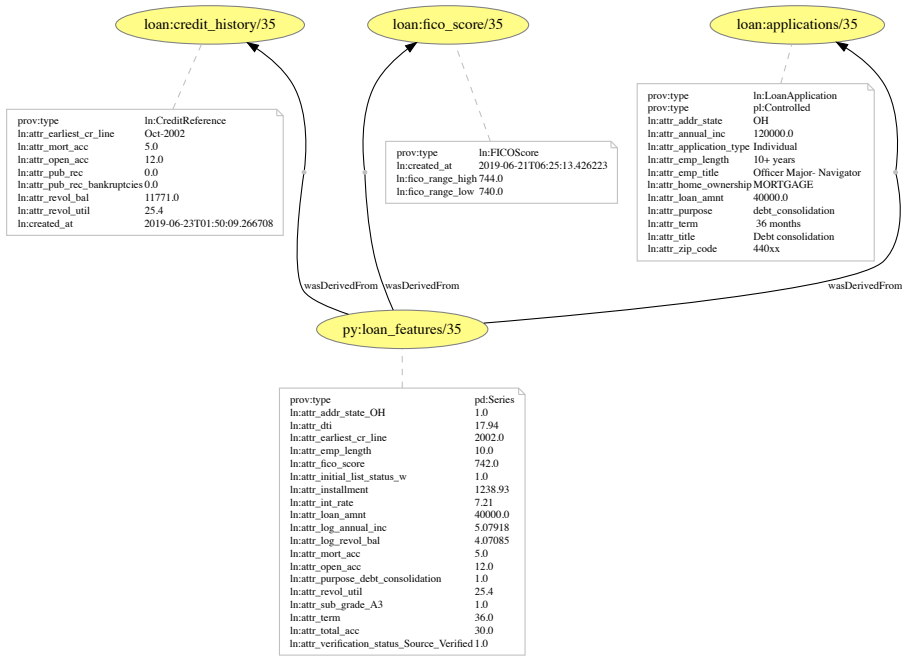 loan:credit_history/35
loan:fico_score/35
loan:applications/35
prov:type ln:CreditReference
ln:attr_earliest_cr_line Oct-2002
ln:attr_mort_acc 5.0
ln:attr_open_acc 12.0
ln:attr_pub_rec 0.0
ln:attr_pub_rec_bankruptcies 0.0
ln:attr_revol_bal 11771.0
ln:attr_revol_util 25.4
ln:created_at 2019-06-23T01:50:09.266708
prov:type ln:FICOScore
ln:created_at 2019-06-21T06:25:13.426223
ln:fico_range_high 744.0
ln:fico_range_low 740.0
prov:type ln:LoanApplication
prov:type pl:Controlled
ln:attr_addr_state OH
ln:attr_annual_inc 120000.0
ln:attr_application_type Individual
ln:attr_emp_length 10+ years
ln:attr_emp_title Officer Major- Navigator
ln:attr_home_ownership MORTGAGE
ln:attr_loan_amnt 40000.0
ln:attr_purpose debt_consolidation
ln:attr_term 36 months
ln:attr_title Debt consolidation
ln:attr_zip_code 440xx
wasDerivedFrom
wasDerivedFrom
wasDerivedFrom
py:loan_features/35
prov:type pd:Series
ln:attr_addr_state_OH 1.0
ln:attr_dti 17.94
ln:attr_earliest_cr_line 2002.0
ln:attr_emp_length 10.0
ln:attr_fico_score 742.0
ln:attr_initial_list_status_w 1.0
ln:attr_installment 1238.93
ln:attr_int_rate 7.21
ln:attr_loan_amnt 40000.0
ln:attr_log_annual_inc 5.07918
ln:attr_log_revol_bal 4.07085
ln:attr_mort_acc 5.0
ln:attr_open_acc 12.0
ln:attr_purpose_debt_consolidation 1.0
ln:attr_revol_util 25.4
ln:attr_sub_grade_A3 1.0
ln:attr_term 36.0
ln:attr_total_acc 30.0
ln:attr_verification_status_Source_Verified 1.0